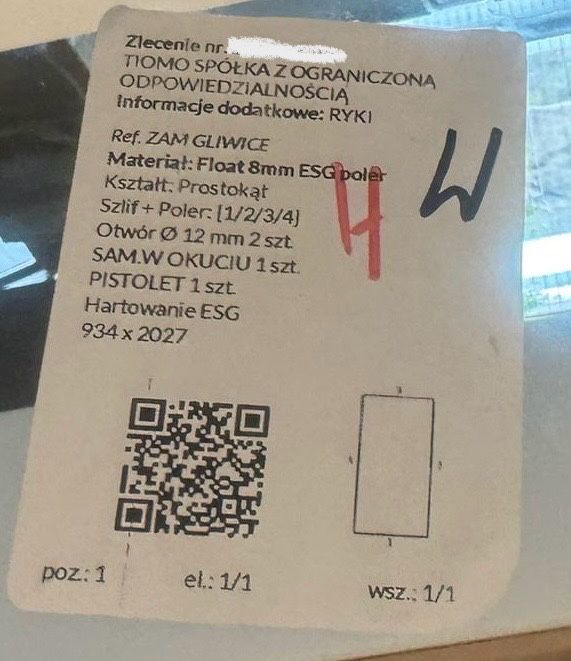 Zlecenie nr.
TIOMO SPÓŁKA Z OGRANICZONĄ
ODPOWIEDZIALNOŚCIĄ
Informacje dodatkowe: RYKI
Ref. ZAM GLIWICE
Materiał: Float 8mm ESG poler
Kształt: Prostokąt
Szlif + Poler: [1/2/3/4]
Otwór Ø 12 mm 2 szt.
SAM.W OKUCIU 1 szt.
PISTOLET 1 szt.
Hartowanie ESG
934 x 2027
H
W
poz.: 1 el.: 1/1 wsz.: 1/1